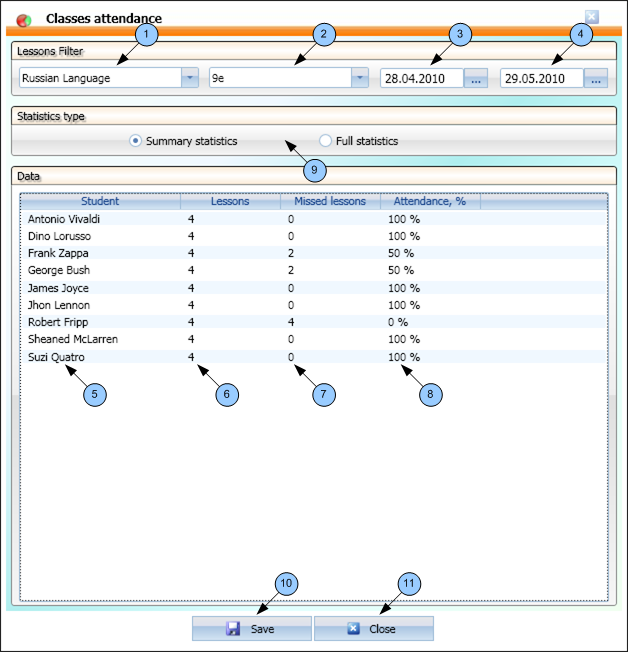 Classes attendance
1 2 3 4
Lessons Filter
Russian Language 9e 28.04.2010 ... 29.05.2010 ...
Statistics type
Summary statistics Full statistics
9
Data
Student Lessons Missed lessons Attendance, %
Antonio Vivaldi 4 0 100 %
Dino Lorusso 4 0 100 %
Frank Zappa 4 2 50 %
George Bush 4 2 50 %
James Joyce 4 0 100 %
Jhon Lennon 4 0 100 %
Robert Fripp 4 4 0 %
Sheaned McLarren 4 0 100 %
Suzi Quatro 4 0 100 %
5 6 7 8
10 11
Save Close